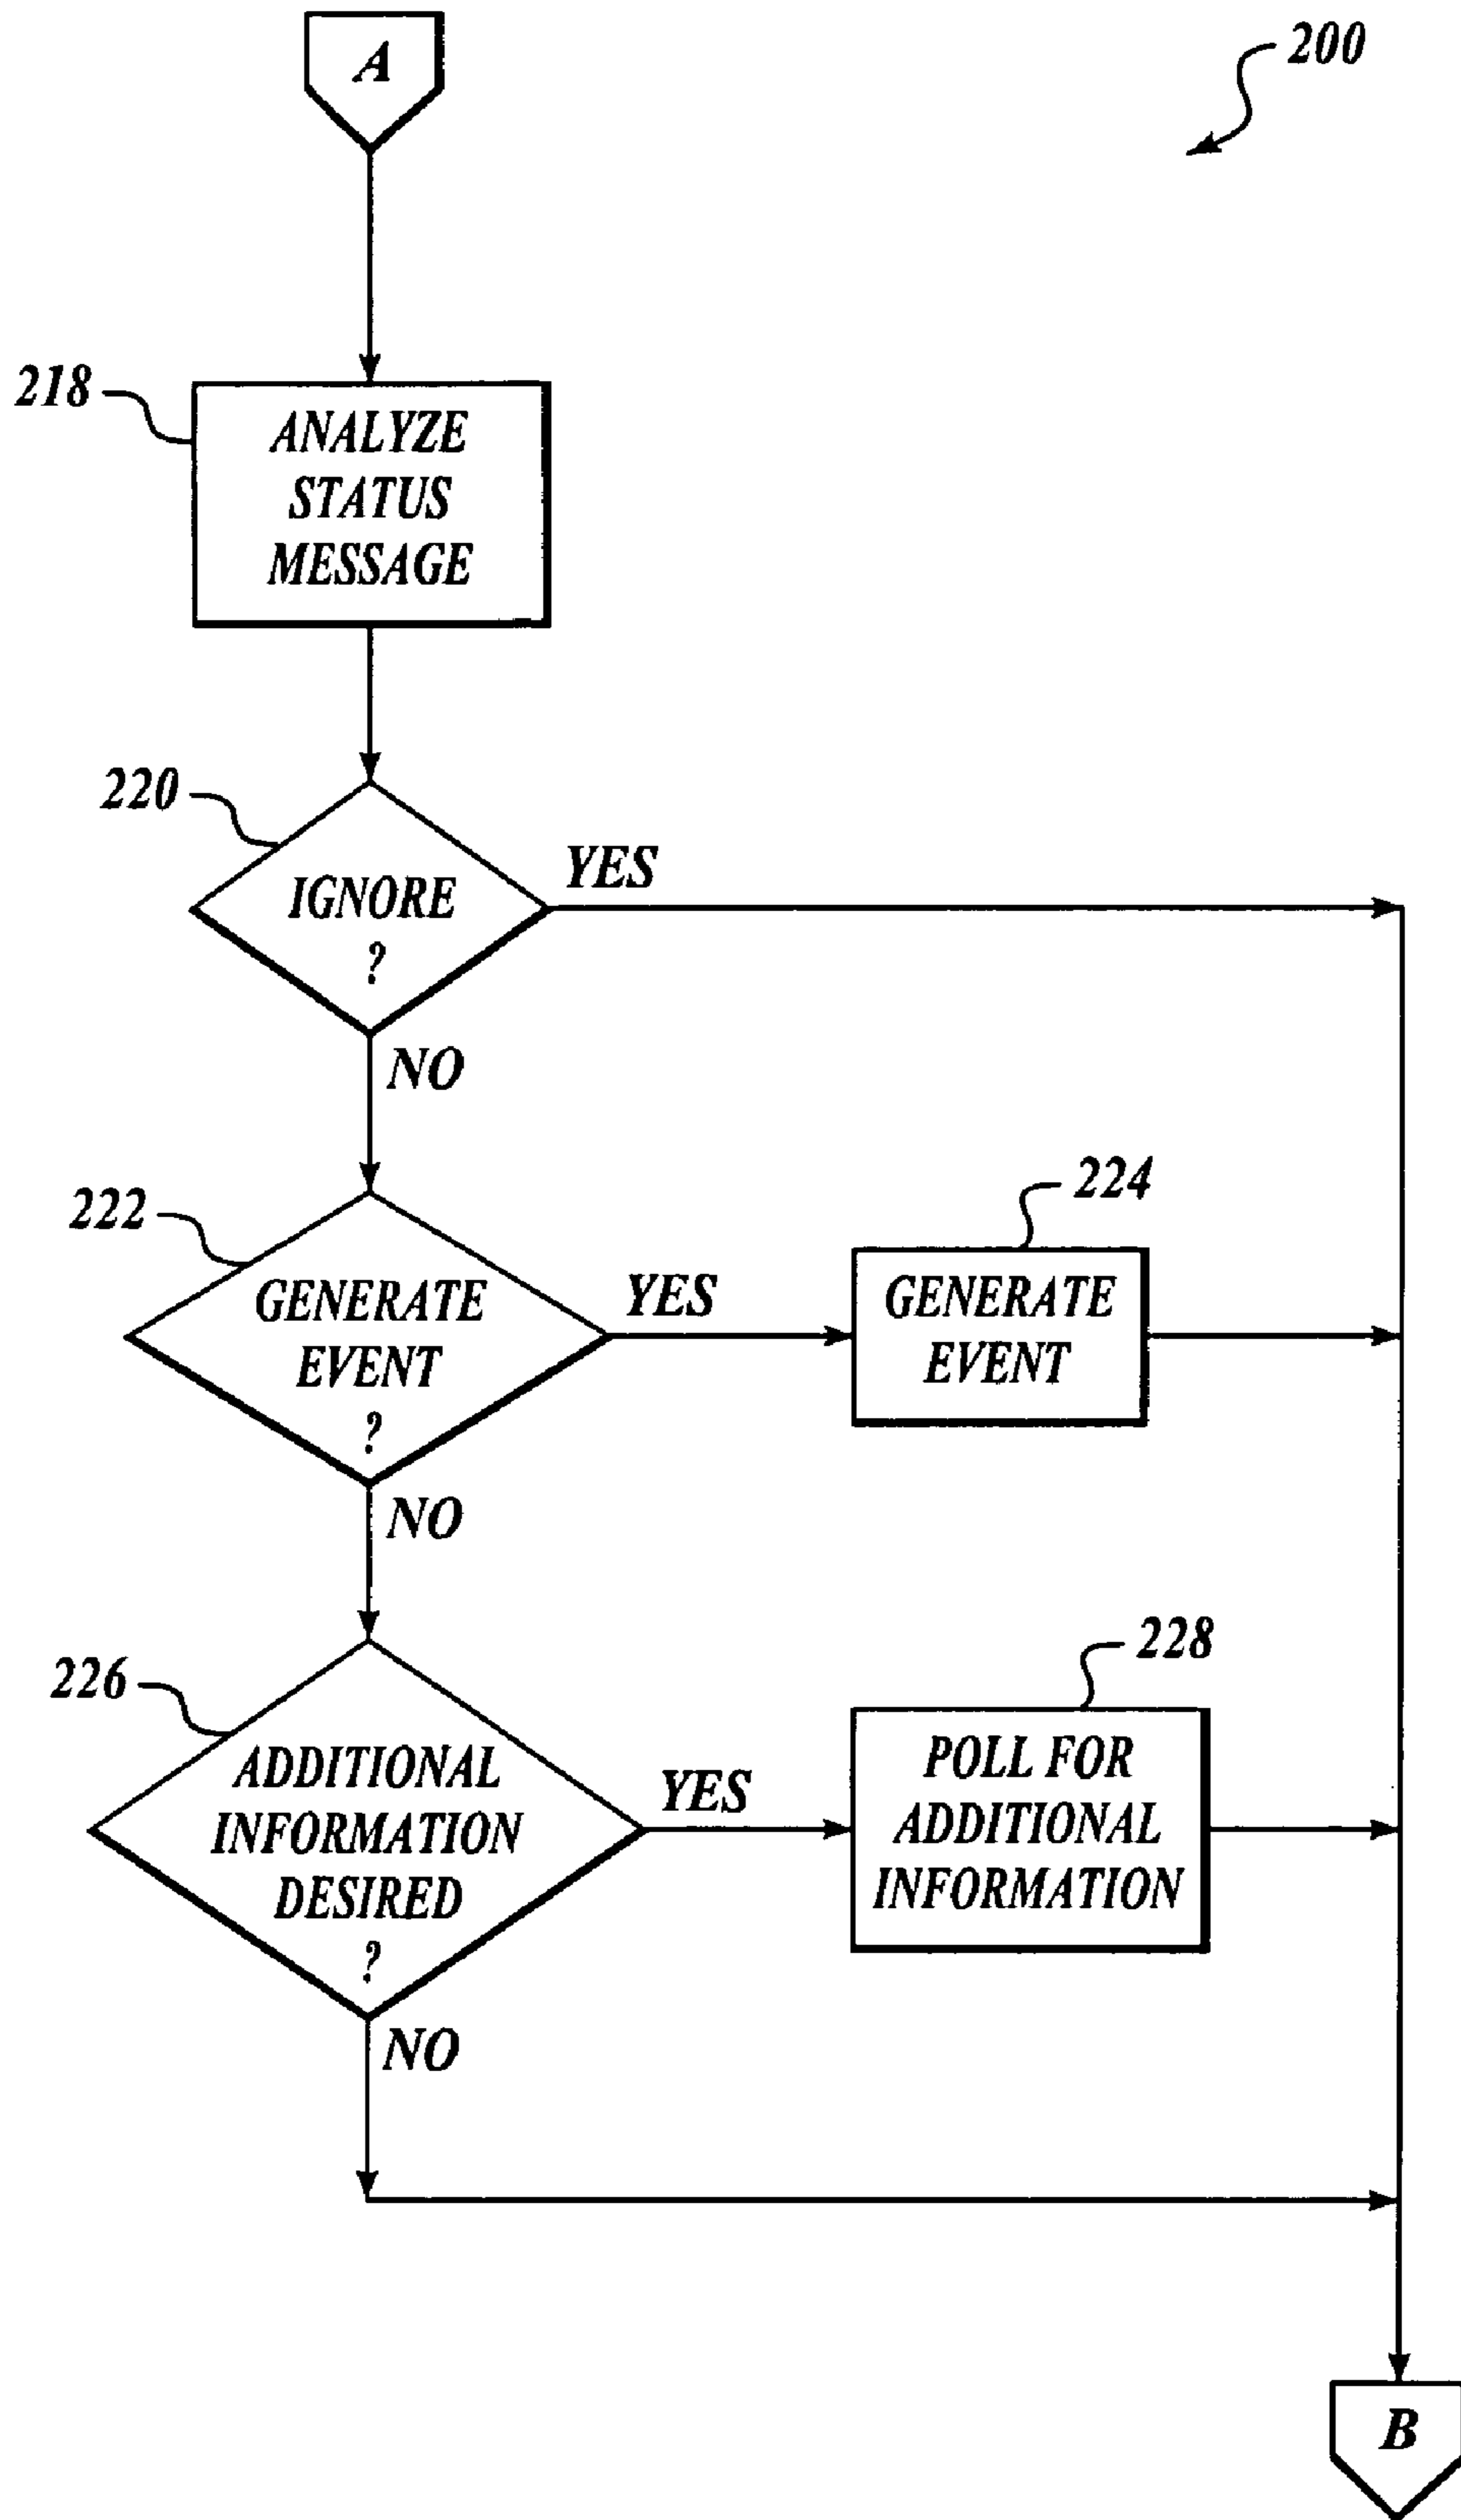 A
200
218
ANALYZE
STATUS
MESSAGE
220
IGNORE
?
YES
NO
222
GENERATE
EVENT
?
YES
NO
224
GENERATE
EVENT
226
ADDITIONAL
INFORMATION
DESIRED
?
YES
NO
228
POLL FOR
ADDITIONAL
INFORMATION
B